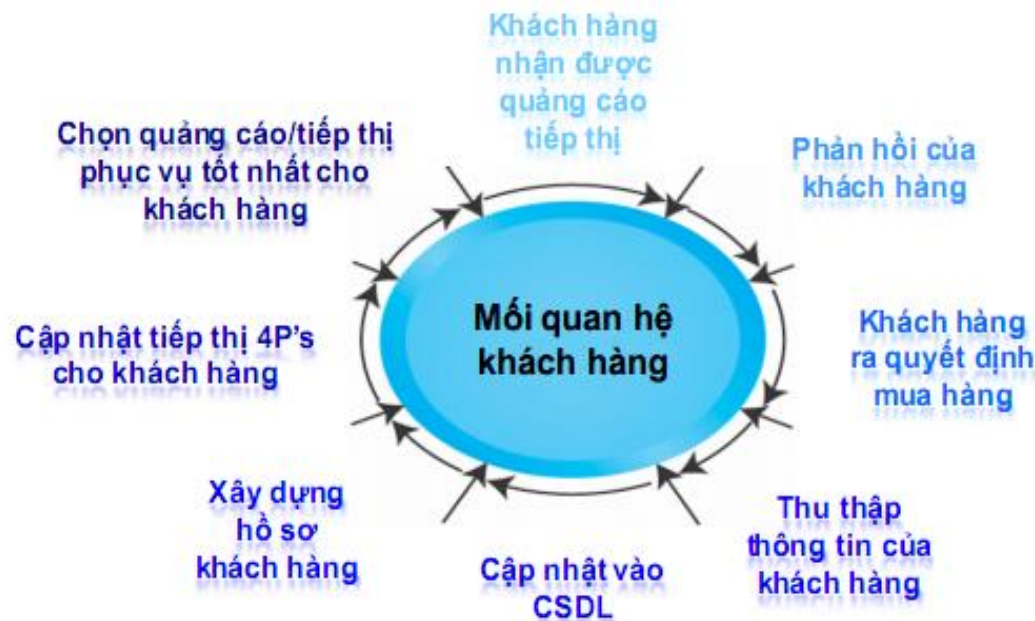 Khách hàng
nhận được
quảng cáo
tiếp thị
Chọn quảng cáo/tiếp thị
phục vụ tốt nhất cho
khách hàng
Phản hồi của
khách hàng
Mối quan hệ
khách hàng
Cập nhật tiếp thị 4P's
cho khách hàng
Khách hàng
ra quyết định
mua hàng
Xây dựng
hồ sơ
khách hàng
Cập nhật vào
CSDL
Thu thập
thông tin của
khách hàng